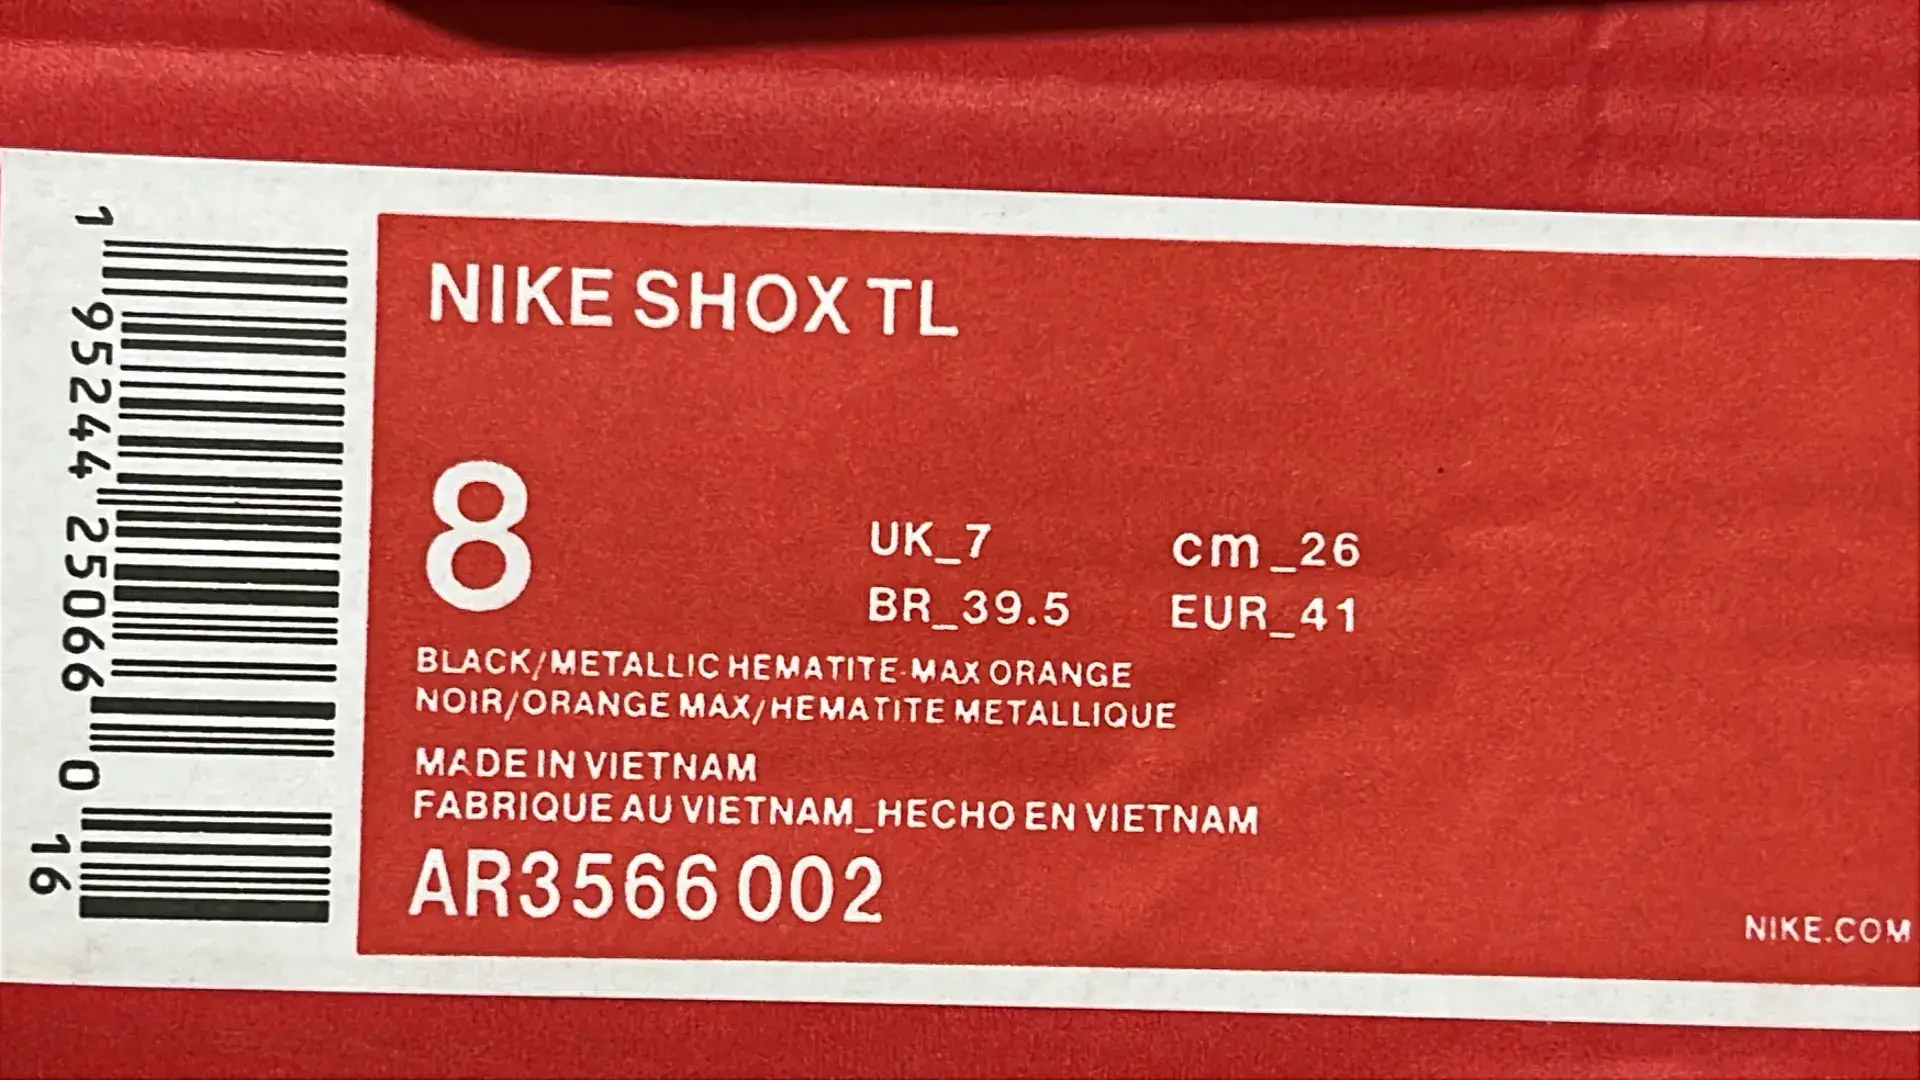 NIKE SHOX TL
8
UK_7 cm_26
BR_39.5 EUR_41
BLACK/METALLIC HEMATITE-MAX ORANGE
NOIR/ORANGE MAX/HEMATITE METALLIQUE
MADE IN VIETNAM
FABRIQUE AU VIETNAM_HECHO EN VIETNAM
AR3566 002
NIKE.COM
1 95244 25066 0
16